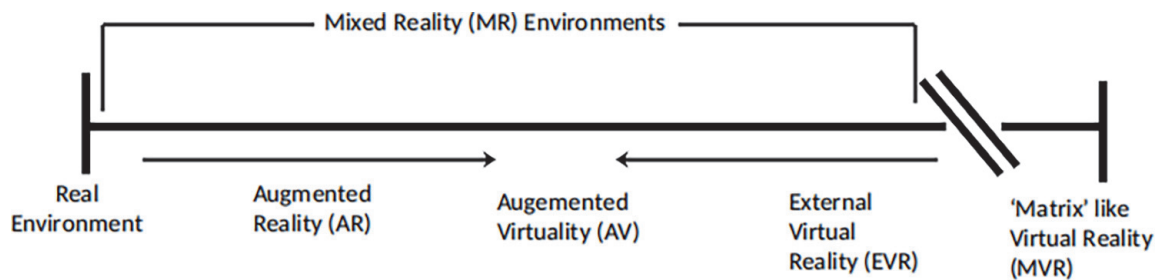 Mixed Reality (MR) Environments
Real
Environment
Augmented
Reality (AR)
Augemented
Virtuality (AV)
External
Virtual
Reality (EVR)
‘Matrix’ like
Virtual Reality
(MVR)